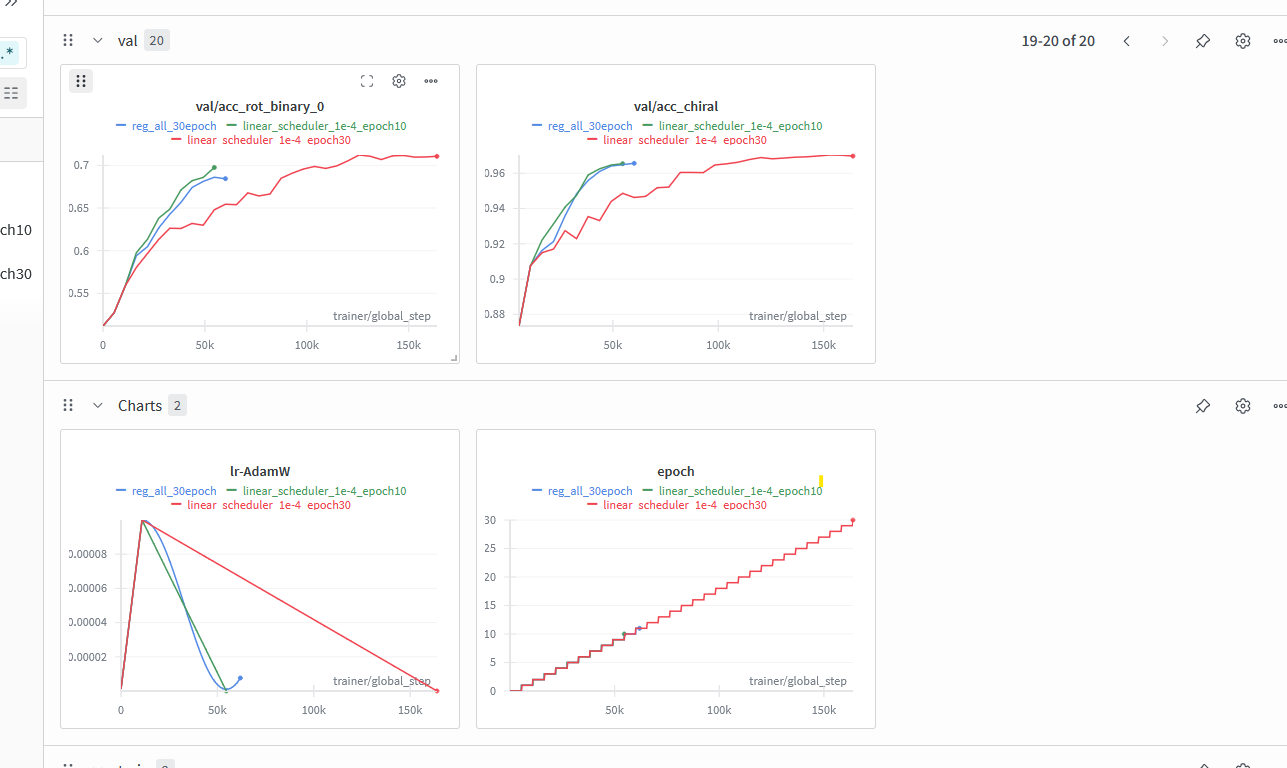 val 20
19-20 of 20
.*
val/acc_rot_binary_0
reg_all_30epoch linear_scheduler_1e-4_epoch10
linear_scheduler_1e-4_epoch30
0.7
0.65
0.6
0.55
trainer/global_step
0 50k 100k 150k
val/acc_chiral
reg_all_30epoch linear_scheduler_1e-4_epoch10
linear_scheduler_1e-4_epoch30
0.96
0.94
0.92
0.9
0.88
trainer/global_step
50k 100k 150k
ch10
ch30
Charts 2
lr-AdamW
reg_all_30epoch linear_scheduler_1e-4_epoch10
linear_scheduler_1e-4_epoch30
0.00008
0.00006
0.00004
0.00002
trainer/global_step
0 50k 100k 150k
epoch
reg_all_30epoch linear_scheduler_1e-4_epoch10
linear_scheduler_1e-4_epoch30
30
25
20
15
10
5
0
trainer/global_step
50k 100k 150k